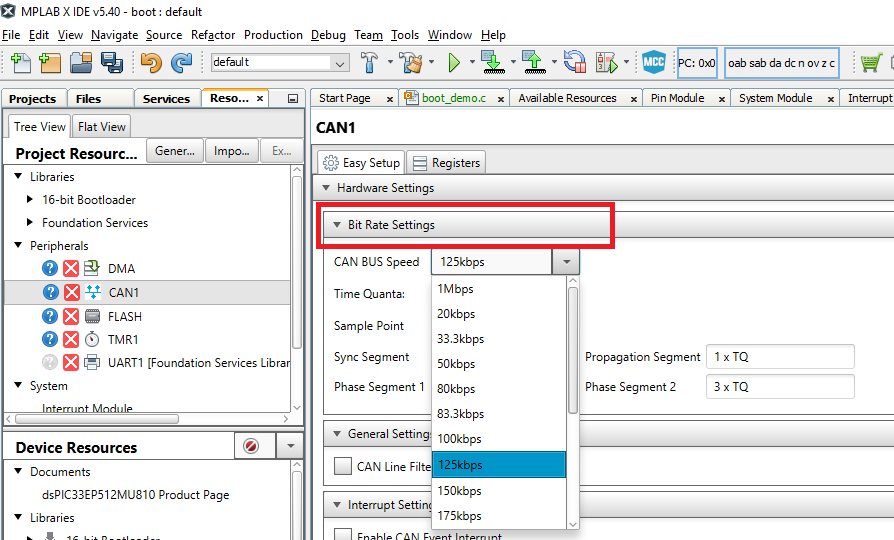 MPLAB X IDE v5.40 - boot : default
File Edit View Navigate Source Refactor Production Debug Team Tools Window Help
default
MCC
PC: 0x0
oab sab da dc n ov z c
Projects
Files
Services
Reso... ×
Start Page ×
boot_demo.c ×
Available Resources ×
Pin Module ×
System Module ×
Interrupt
Tree View
Flat View
CAN1
Project Resourc...
Gener...
Impo...
Ex...
Easy Setup
Registers
Libraries
16-bit Bootloader
Foundation Services
Peripherals
DMA
CAN1
FLASH
TMR1
UART1 [Foundation Services Librar
System
Interrupt Module
Hardware Settings
Bit Rate Settings
CAN BUS Speed
125kbps
Time Quanta:
Sample Point
Sync Segment
Propagation Segment
1 x TQ
Phase Segment 1
Phase Segment 2
3 x TQ
1Mbps
20kbps
33.3kbps
50kbps
80kbps
83.3kbps
100kbps
125kbps
150kbps
175kbps
General Setting
CAN Line Filte
Interrupt Setting
Enable CAN Event Interrupt
Device Resources
Documents
dsPIC33EP512MU810 Product Page
Libraries
16-bit Bootloader